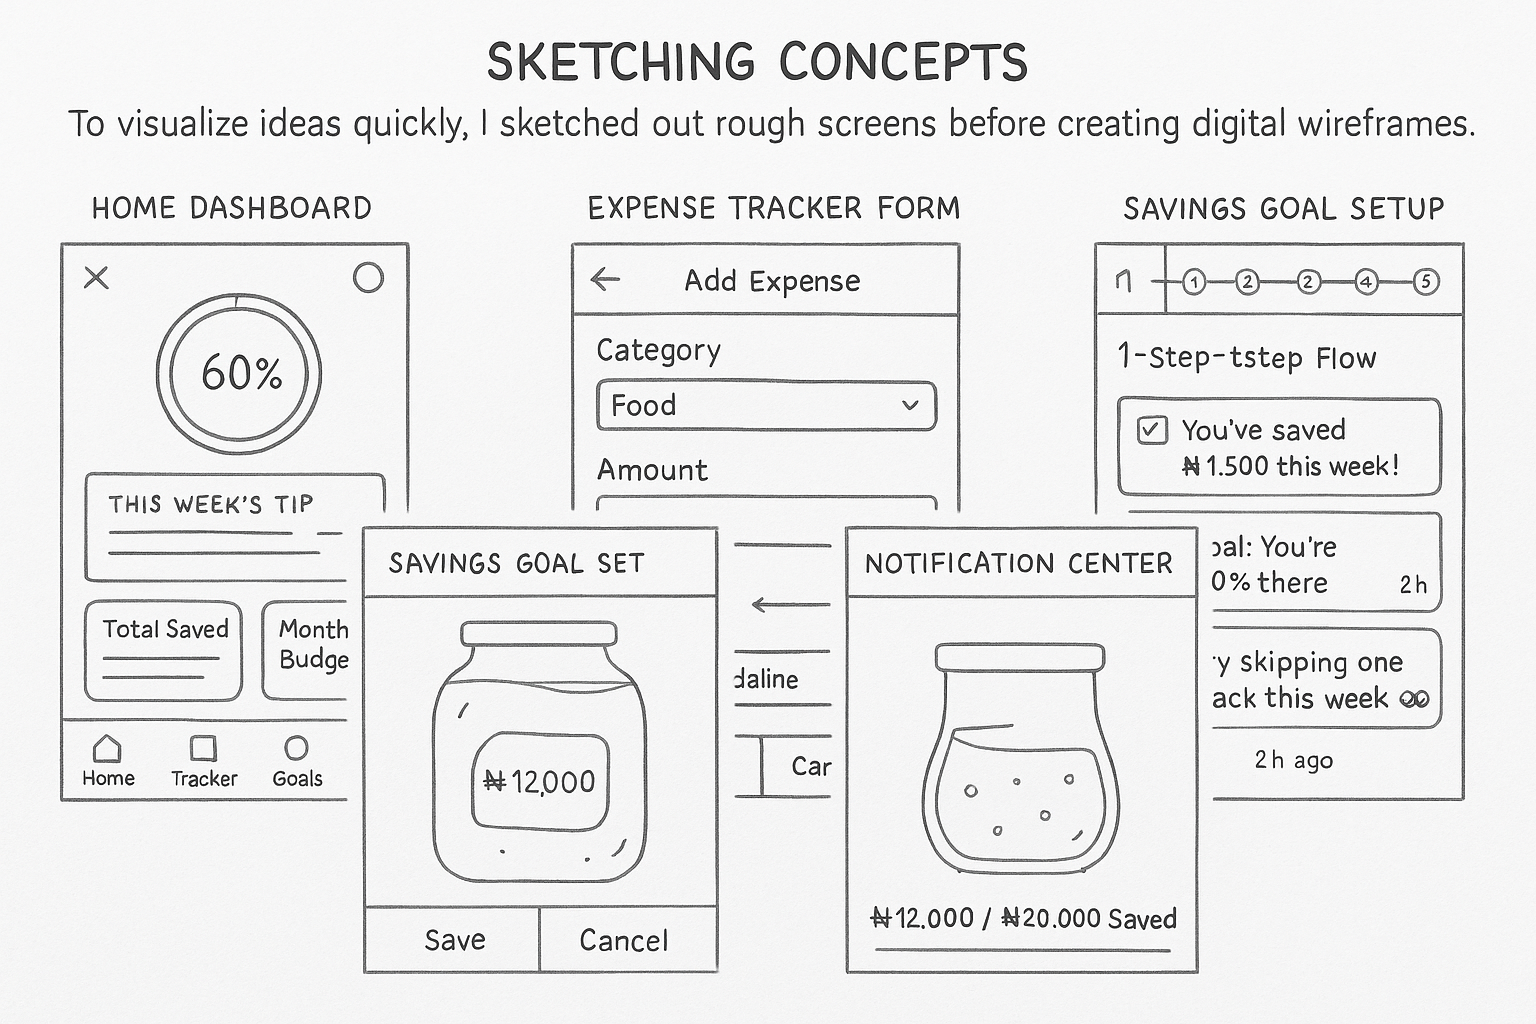 SKETCHING CONCEPTS
To visualize ideas quickly, I sketched out rough screens before creating digital wireframes.
HOME DASHBOARD
60%
THIS WEEK'S TIP
Total Saved
Month
Budge
Home
Tracker
Goals
EXPENSE TRACKER FORM
Add Expense
Category
Food
Amount
daline
Car
SAVINGS GOAL SETUP
1
2
2
4
5
1-Step-tstep Flow
You've saved
₦1.500 this week!
oal: You're
0% there
2h
y skipping one
ack this week
2h ago
SAVINGS GOAL SET
₦12,000
Save
Cancel
NOTIFICATION CENTER
₦12.000 / ₦20.000 Saved